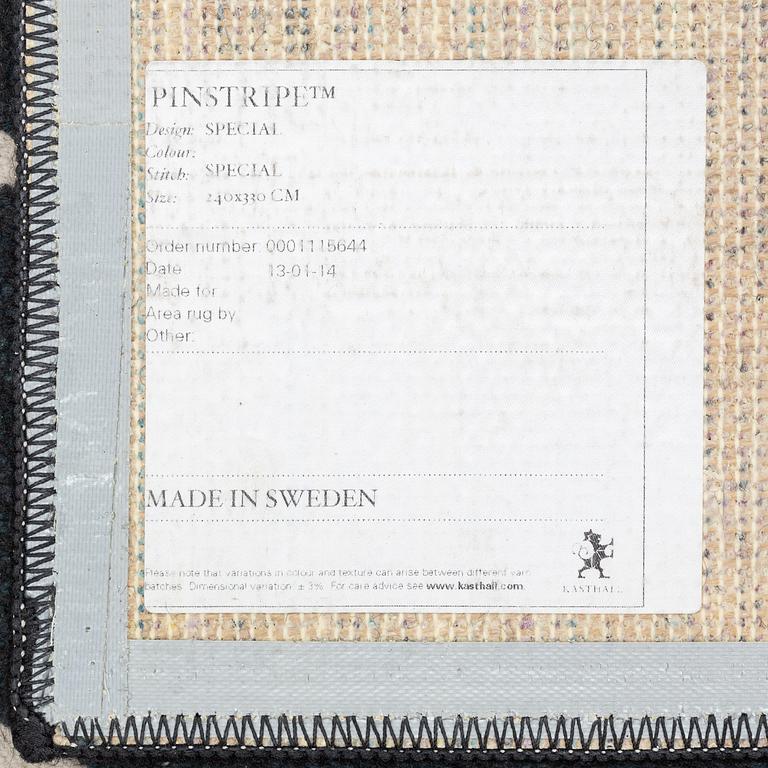 PINSTRIPE™
Design: SPECIAL
Colour:
Stitch: SPECIAL
Size: 240x330 CM
Order number: 0001115644
Date 13-01-14
Made for
Area rug by
Other:
MADE IN SWEDEN
Please note that variations in colour and texture can arise between different yarn
batches. Dimensional variation: ± 3%. For care advice see www.kasthall.com.
KASTHALL